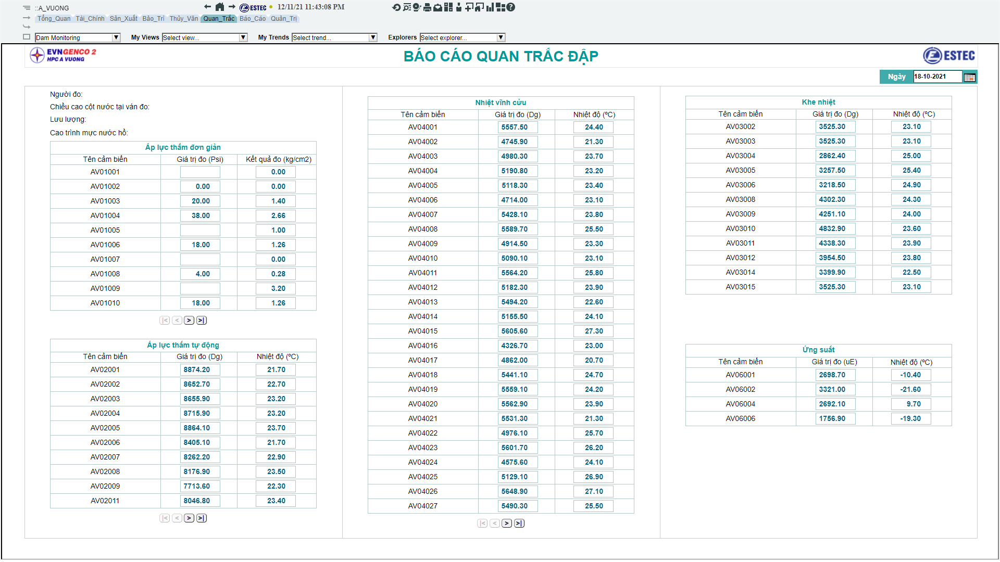 ::A_VUONG
ESTEC
12/11/21 11:43:08 PM
Tổng_Quan Tài_Chính Sản_Xuất Bảo_Trì Thủy_Văn Quan_Trắc Báo_Cáo Quản_Trị
Dam Monitoring My Views Select view... My Trends Select trend... Explorers Select explorer...
EVNGENCO 2
HPC A VUONG
BÁO CÁO QUAN TRẮC ĐẬP
ESTEC
Ngày 18-10-2021
Người đo:
Chiều cao cột nước tại ván đo:
Lưu lượng:
Cao trình mực nước hồ:
Áp lực thấm đơn giản
Tên cảm biến Giá trị đo (Psi) Kết quả đo (kg/cm2)
AV01001 0.00
AV01002 0.00 0.00
AV01003 20.00 1.40
AV01004 38.00 2.66
AV01005 1.00
AV01006 18.00 1.26
AV01007 0.00
AV01008 4.00 0.28
AV01009 3.20
AV01010 18.00 1.26
|< < > >|
Áp lực thấm tự động
Tên cảm biến Giá trị đo (Dg) Nhiệt độ (ºC)
AV02001 8874.20 21.70
AV02002 8652.70 22.70
AV02003 8655.90 23.20
AV02004 8715.90 23.20
AV02005 8864.10 23.70
AV02006 8405.10 21.70
AV02007 8262.20 22.90
AV02008 8176.90 23.50
AV02009 7713.60 22.30
AV02011 8046.80 23.40
|< < > >|
Nhiệt vĩnh cửu
Tên cảm biến Giá trị đo (Dg) Nhiệt độ (ºC)
AV04001 5557.50 24.40
AV04002 4745.90 21.30
AV04003 4980.30 23.70
AV04004 5190.80 23.20
AV04005 5118.30 23.40
AV04006 4714.00 23.10
AV04007 5428.10 23.80
AV04008 5589.70 25.50
AV04009 4914.50 23.30
AV04010 5090.10 23.10
AV04011 5564.20 25.80
AV04012 5182.30 23.90
AV04013 5494.20 22.60
AV04014 5155.50 24.10
AV04015 5605.60 27.30
AV04016 4326.70 23.00
AV04017 4862.00 20.70
AV04018 5441.10 24.70
AV04019 5559.10 24.20
AV04020 5562.90 23.90
AV04021 5531.30 21.30
AV04022 4976.10 25.70
AV04023 5601.70 26.20
AV04024 4575.60 24.10
AV04025 5129.10 26.90
AV04026 5648.90 27.10
AV04027 5490.30 25.50
|< < > >|
Khe nhiệt
Tên cảm biến Giá trị đo (Dg) Nhiệt độ (ºC)
AV03002 3525.30 23.10
AV03003 3525.30 23.10
AV03004 2862.40 25.00
AV03005 3257.50 25.40
AV03006 3218.50 24.90
AV03008 4302.30 24.30
AV03009 4251.10 24.00
AV03010 4832.90 23.60
AV03011 4338.30 23.90
AV03012 3954.50 23.80
AV03014 3399.90 22.50
AV03015 3525.30 23.10
Ứng suất
Tên cảm biến Giá trị đo (uE) Nhiệt độ (ºC)
AV06001 2698.70 -10.40
AV06002 3321.00 -21.60
AV06004 2692.10 9.70
AV06006 1756.90 -19.30